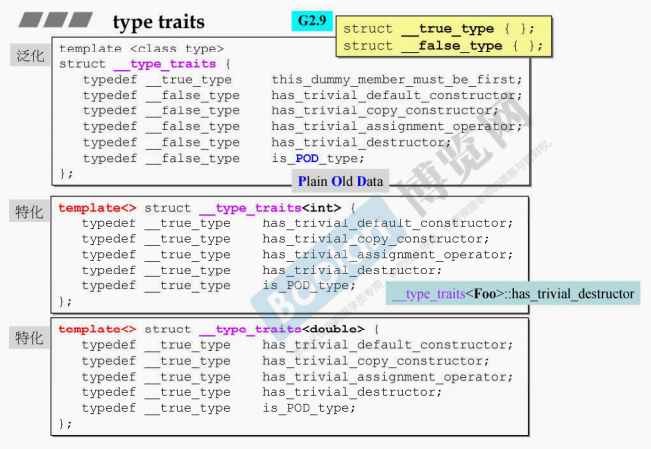 type traits
G2.9
struct __true_type { };
struct __false_type { };
泛化
template <class type>
struct __type_traits {
typedef __true_type this_dummy_member_must_be_first;
typedef __false_type has_trivial_default_constructor;
typedef __false_type has_trivial_copy_constructor;
typedef __false_type has_trivial_assignment_operator;
typedef __false_type has_trivial_destructor;
typedef __false_type is_POD_type;
};
Plain Old Data
特化
template<> struct __type_traits<int> {
typedef __true_type has_trivial_default_constructor;
typedef __true_type has_trivial_copy_constructor;
typedef __true_type has_trivial_assignment_operator;
typedef __true_type has_trivial_destructor;
typedef __true_type is_POD_type;
};
__type_traits<Foo>::has_trivial_destructor
特化
template<> struct __type_traits<double> {
typedef __true_type has_trivial_default_constructor;
typedef __true_type has_trivial_copy_constructor;
typedef __true_type has_trivial_assignment_operator;
typedef __true_type has_trivial_destructor;
typedef __true_type is_POD_type;
};
Boolan 博览网